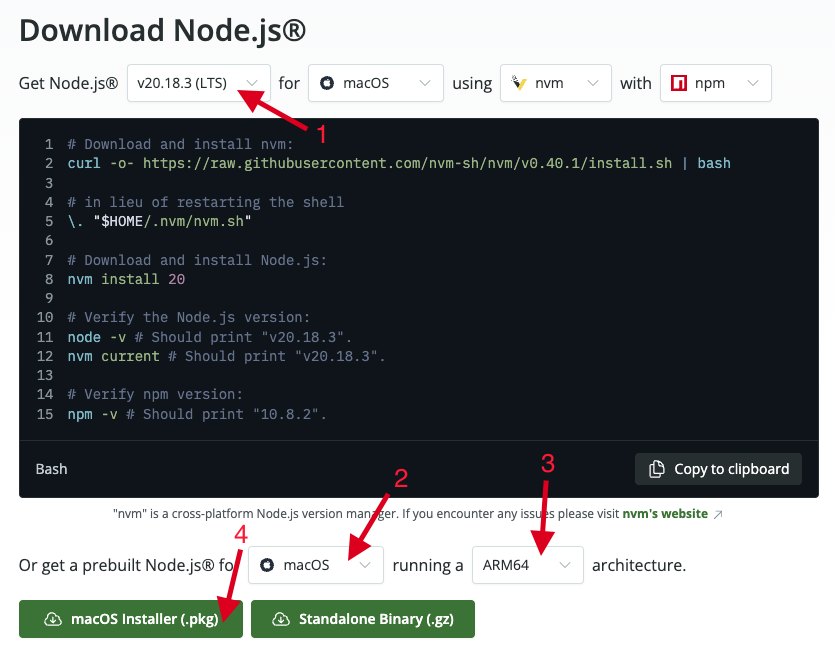 Download Node.js®
Get Node.js® v20.18.3 (LTS) for macOS using nvm with npm
1
1 # Download and install nvm:
2 curl -o- https://raw.githubusercontent.com/nvm-sh/nvm/v0.40.1/install.sh | bash
3
4 # in lieu of restarting the shell
5 \. "$HOME/.nvm/nvm.sh"
6
7 # Download and install Node.js:
8 nvm install 20
9
10 # Verify the Node.js version:
11 node -v # Should print "v20.18.3".
12 nvm current # Should print "v20.18.3".
13
14 # Verify npm version:
15 npm -v # Should print "10.8.2".
Bash Copy to clipboard
2 3
"nvm" is a cross-platform Node.js version manager. If you encounter any issues please visit nvm's website ↗
4
Or get a prebuilt Node.js® for macOS running a ARM64 architecture.
macOS Installer (.pkg) Standalone Binary (.gz)